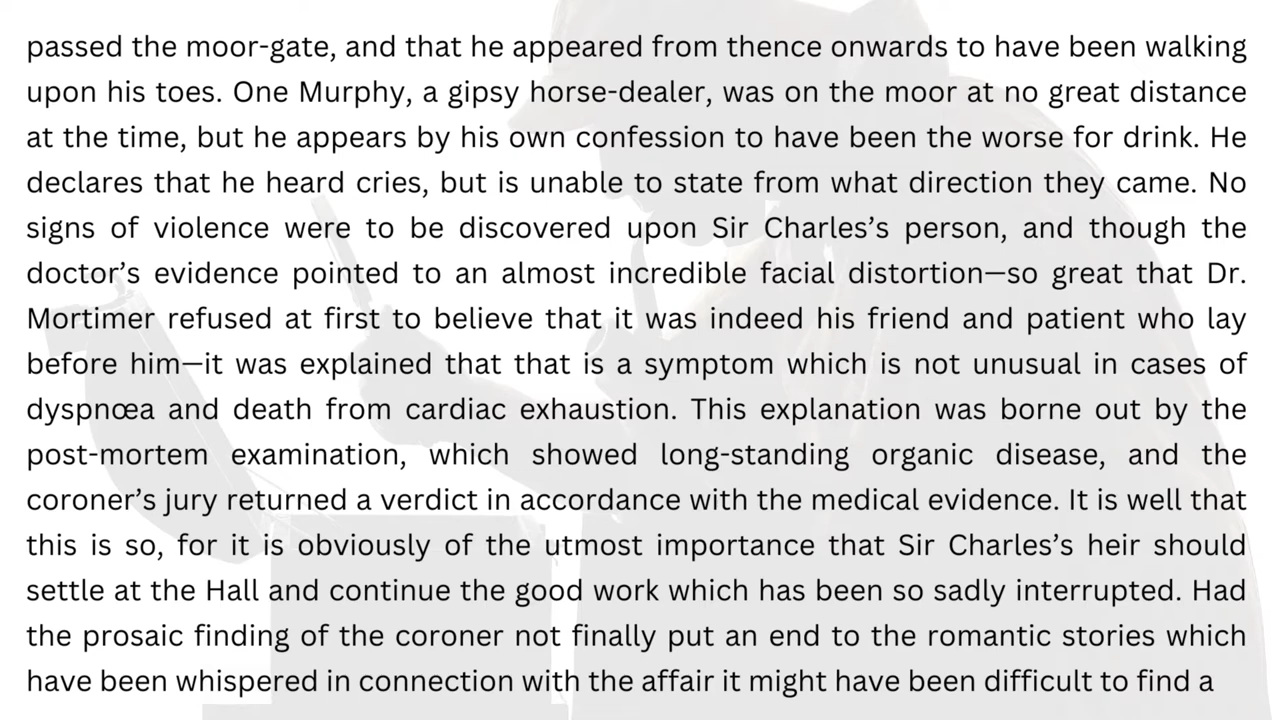 passed the moor-gate, and that he appeared from thence onwards to have been walking
upon his toes. One Murphy, a gipsy horse-dealer, was on the moor at no great distance
at the time, but he appears by his own confession to have been the worse for drink. He
declares that he heard cries, but is unable to state from what direction they came. No
signs of violence were to be discovered upon Sir Charles’s person, and though the
doctor’s evidence pointed to an almost incredible facial distortion—so great that Dr.
Mortimer refused at first to believe that it was indeed his friend and patient who lay
before him—it was explained that that is a symptom which is not unusual in cases of
dyspnœa and death from cardiac exhaustion. This explanation was borne out by the
post-mortem examination, which showed long-standing organic disease, and the
coroner’s jury returned a verdict in accordance with the medical evidence. It is well that
this is so, for it is obviously of the utmost importance that Sir Charles’s heir should
settle at the Hall and continue the good work which has been so sadly interrupted. Had
the prosaic finding of the coroner not finally put an end to the romantic stories which
have been whispered in connection with the affair it might have been difficult to find a